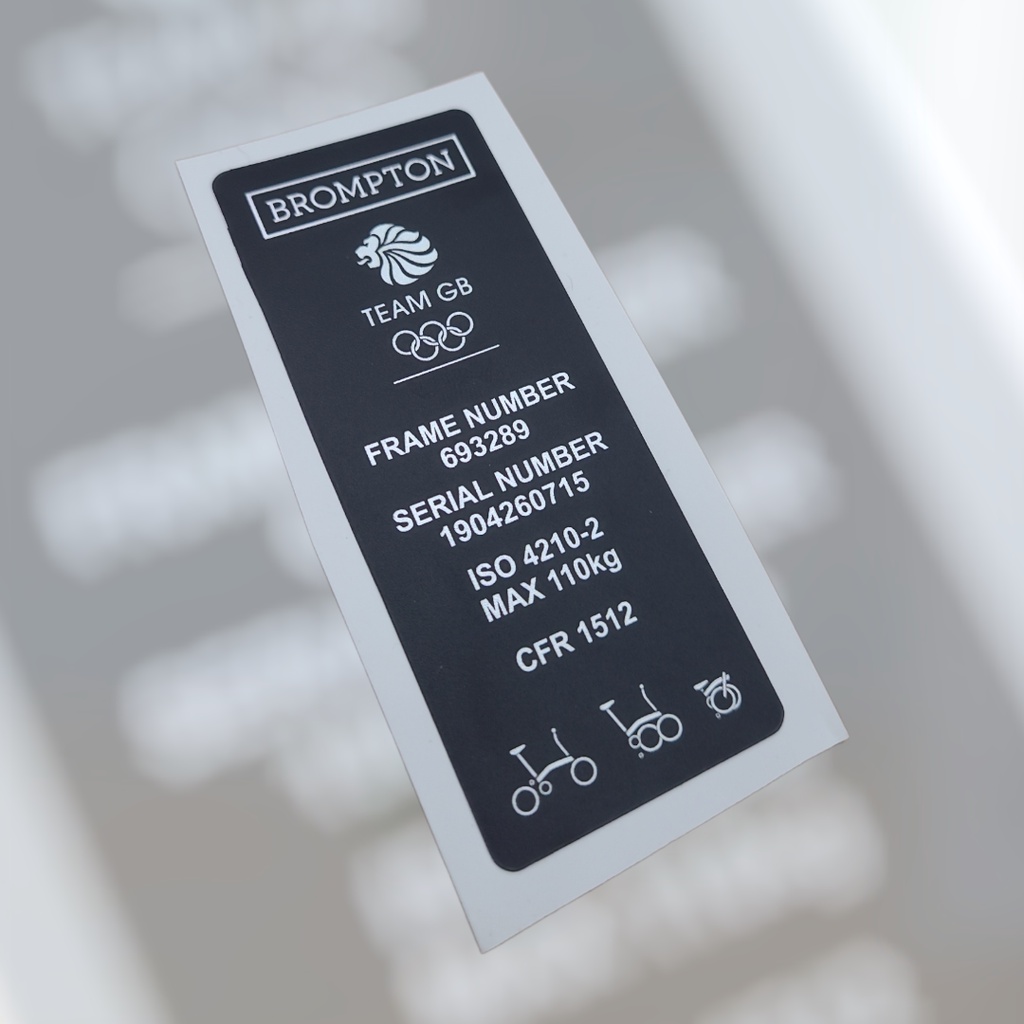 BROMPTON
TEAM GB
FRAME NUMBER
693289
SERIAL NUMBER
1904260715
ISO 4210-2
MAX 110kg
CFR 1512